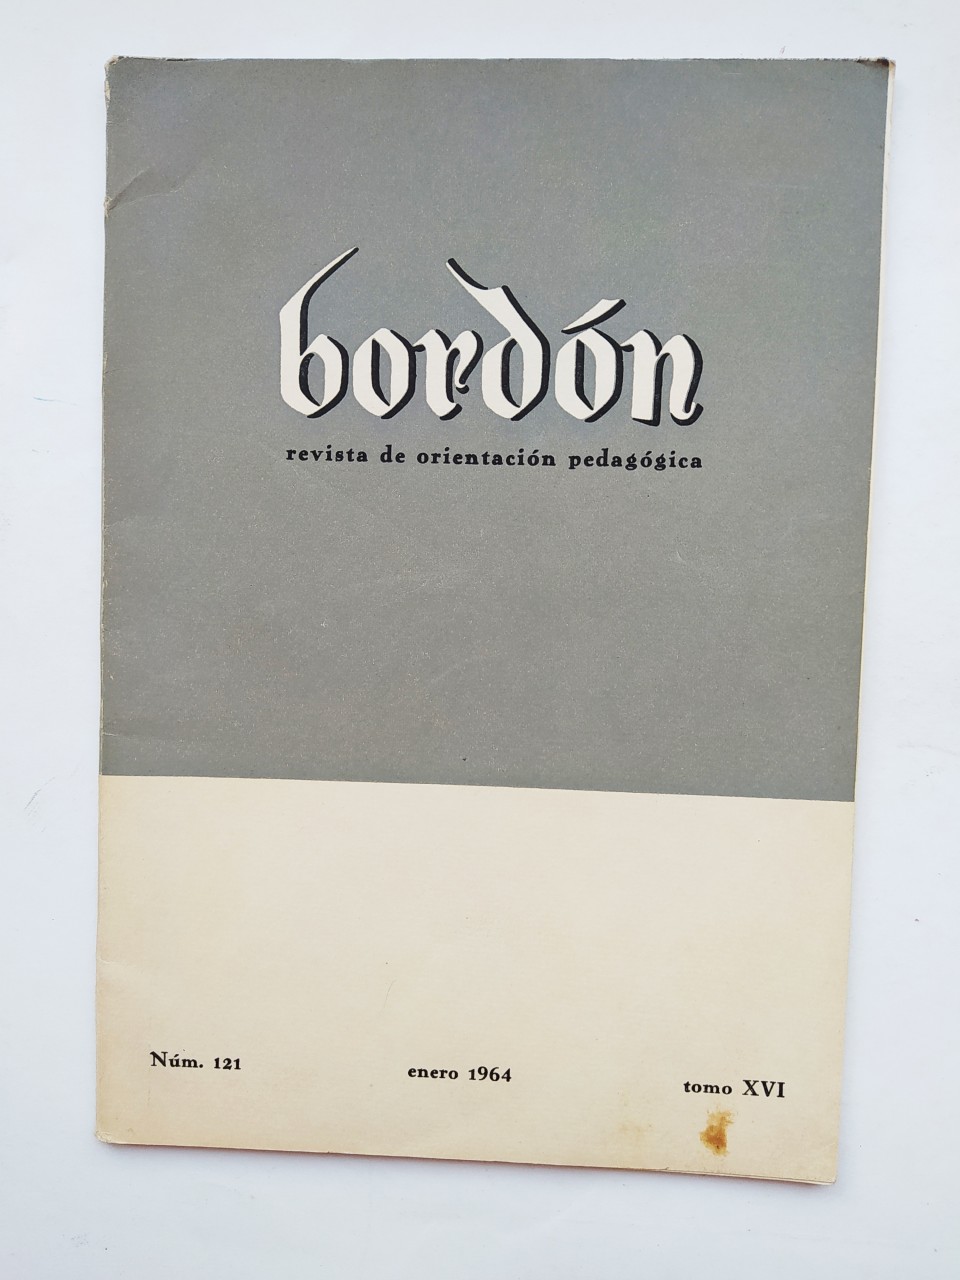 bordón
revista de orientación pedagógica
Núm. 121
enero 1964
tomo XVI